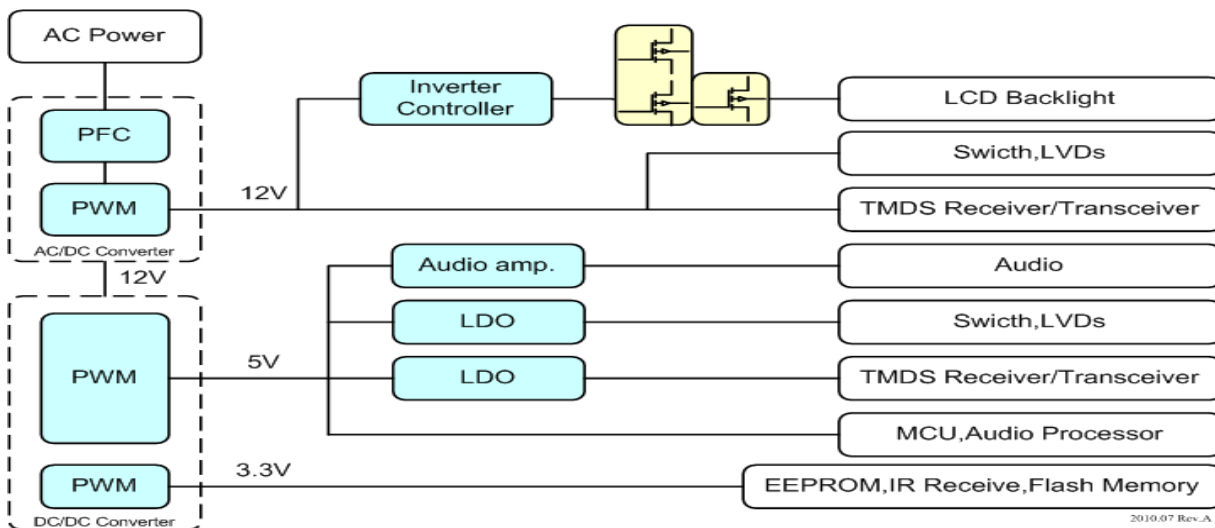 AC Power
Inverter
Controller
LCD Backlight
PFC
Swicth,LVDs
12V
PWM
TMDS Receiver/Transceiver
AC/DC Converter
Audio amp.
Audio
12V
LDO
Swicth,LVDs
PWM
5V
LDO
TMDS Receiver/Transceiver
MCU,Audio Processor
3.3V
PWM
EEPROM,IR Receive,Flash Memory
DC/DC Converter
2010.07 Rev.A